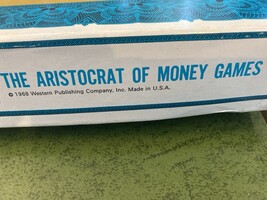 THE ARISTOCRAT OF MONEY GAMES
© 1968 Western Publishing Company, Inc. Made in U.S.A.